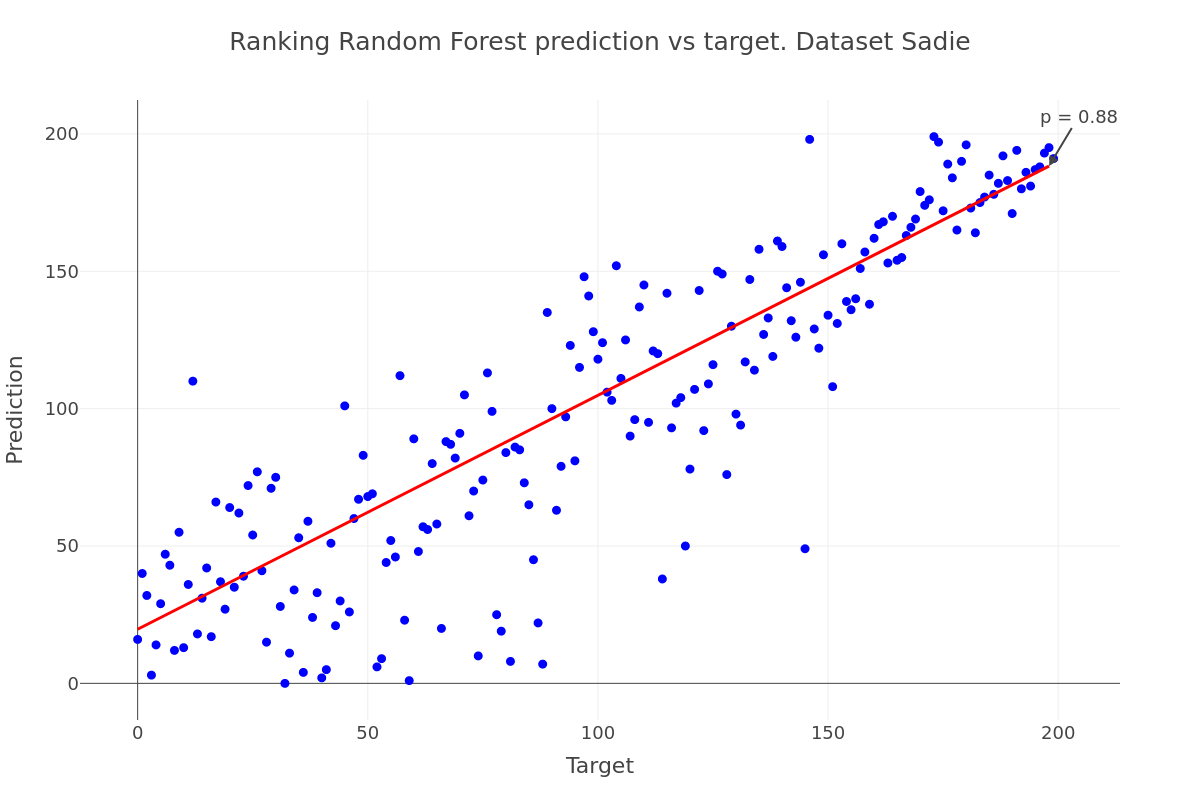 Ranking Random Forest prediction vs target. Dataset Sadie
p = 0.88
200
150
100
50
0
Prediction
0 50 100 150 200
Target